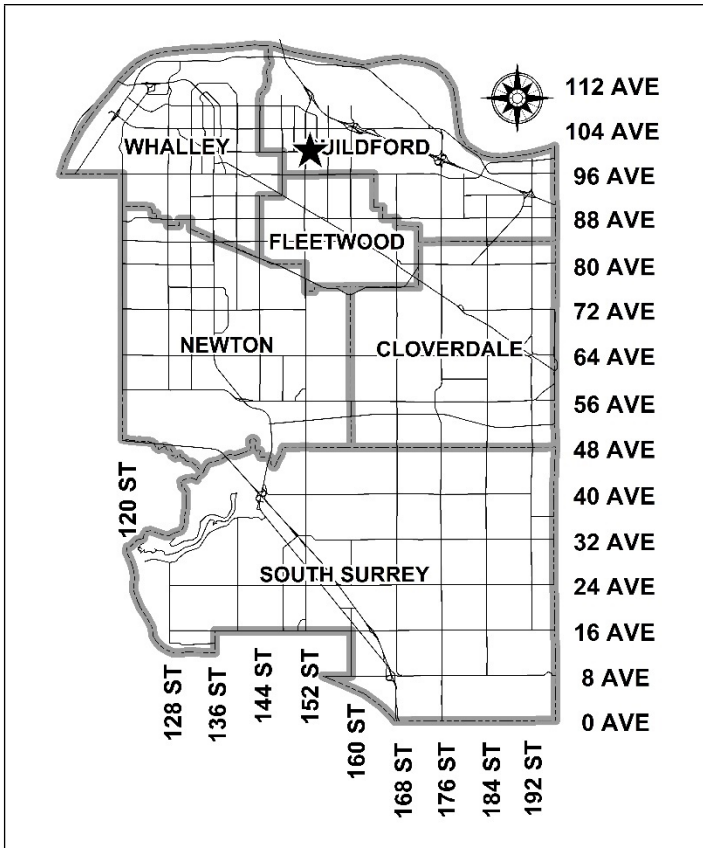 112 AVE
104 AVE
WHALLEY
UILDFORD
96 AVE
88 AVE
FLEETWOOD
80 AVE
72 AVE
NEWTON
CLOVERDALE
64 AVE
56 AVE
48 AVE
120 ST
40 AVE
32 AVE
SOUTH SURREY
24 AVE
16 AVE
8 AVE
0 AVE
128 ST
136 ST
144 ST
152 ST
160 ST
168 ST
176 ST
184 ST
192 ST